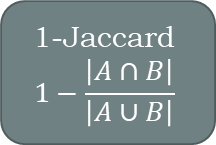 1-Jaccard
1 − |A ∩ B| / |A ∪ B|